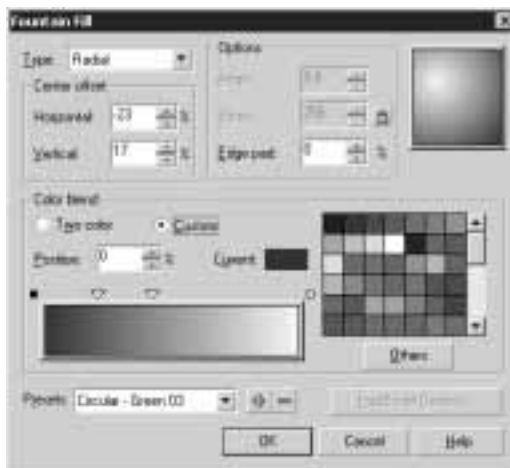 Fountain Fill
Type: Radial
Options
Center offset
Horizontal: -23 %
Vertical: 17 %
Edge pad: 0 %
Color blend
Two color
Custom
Position: 0 %
Current:
Others
Presets: Circular - Green 03
OK
Cancel
Help